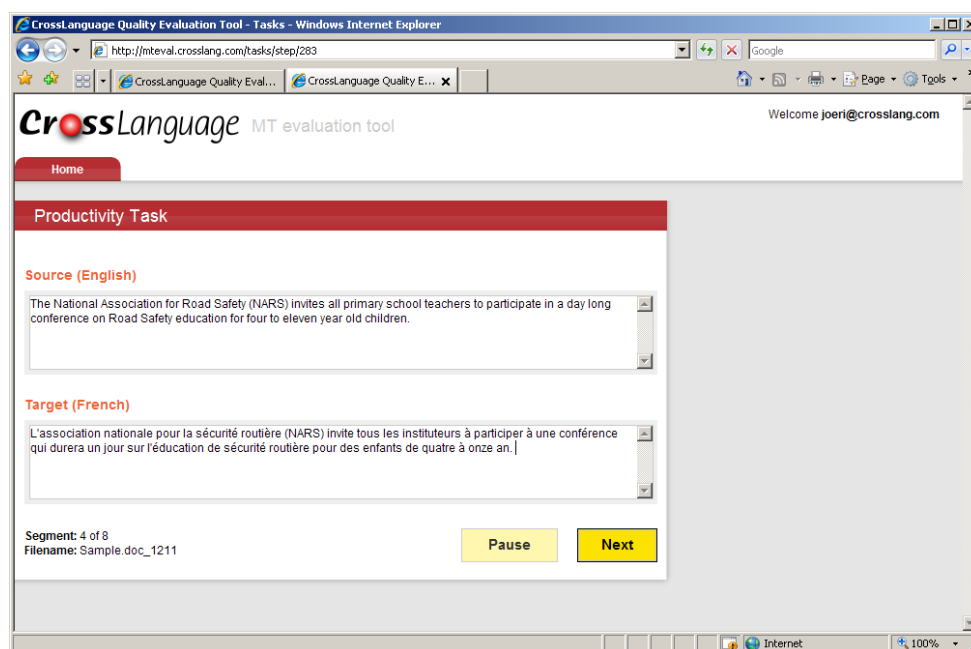 CrossLanguage Quality Evaluation Tool - Tasks - Windows Internet Explorer
http://mteval.crosslang.com/tasks/step/283
Google
CrossLanguage Quality Eval...
CrossLanguage Quality E...
Page
Tools
CrossLanguage MT evaluation tool
Welcome joeri@crosslang.com
Home
Productivity Task
Source (English)
The National Association for Road Safety (NARS) invites all primary school teachers to participate in a day long
conference on Road Safety education for four to eleven year old children.
Target (French)
L'association nationale pour la sécurité routière (NARS) invite tous les instituteurs à participer à une conférence
qui durera un jour sur l'éducation de sécurité routière pour des enfants de quatre à onze an.
Segment: 4 of 8
Filename: Sample.doc_1211
Pause
Next
Internet
100%